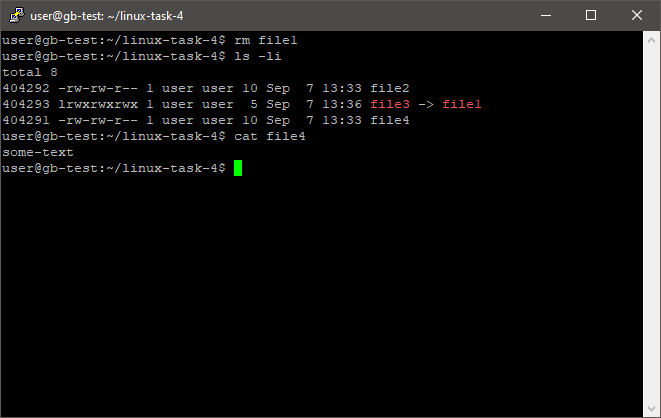 user@gb-test: ~/linux-task-4
user@gb-test:~/linux-task-4$ rm file1
user@gb-test:~/linux-task-4$ ls -li
total 8
404292 -rw-rw-r-- 1 user user 10 Sep  7 13:33 file2
404293 lrwxrwxrwx 1 user user  5 Sep  7 13:36 file3 -> file1
404291 -rw-rw-r-- 1 user user 10 Sep  7 13:33 file4
user@gb-test:~/linux-task-4$ cat file4
some-text
user@gb-test:~/linux-task-4$